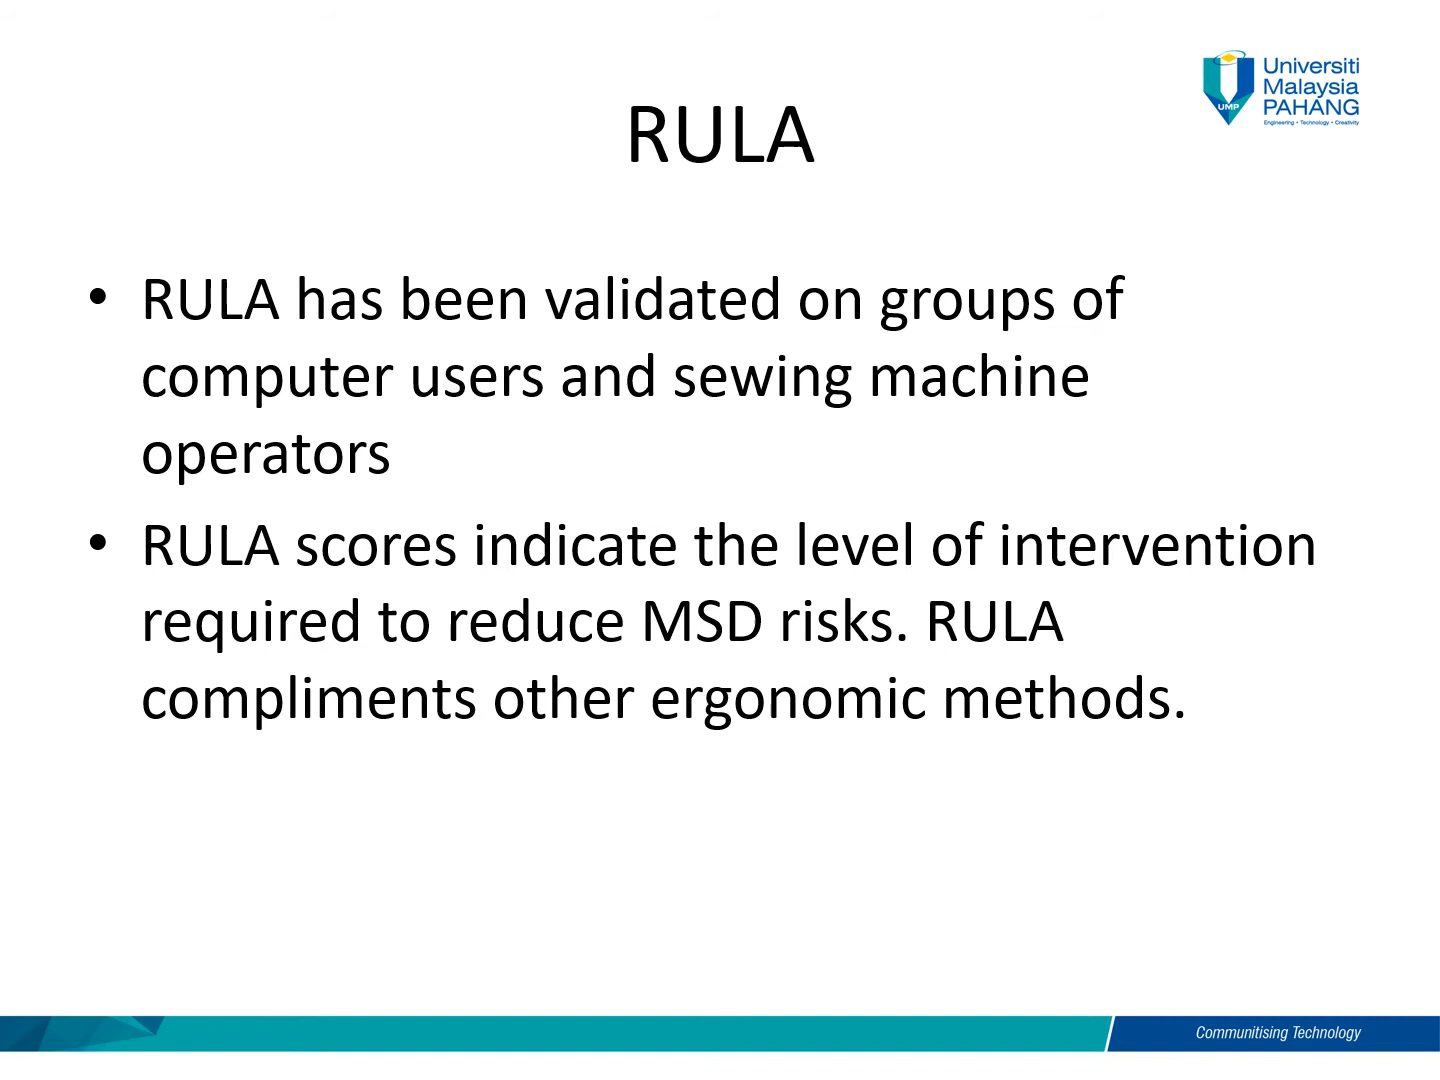 Universiti
Malaysia
PAHANG
Engineering • Technology • Creativity
UMP
RULA
• RULA has been validated on groups of
computer users and sewing machine
operators
• RULA scores indicate the level of intervention
required to reduce MSD risks. RULA
compliments other ergonomic methods.
Communitising Technology